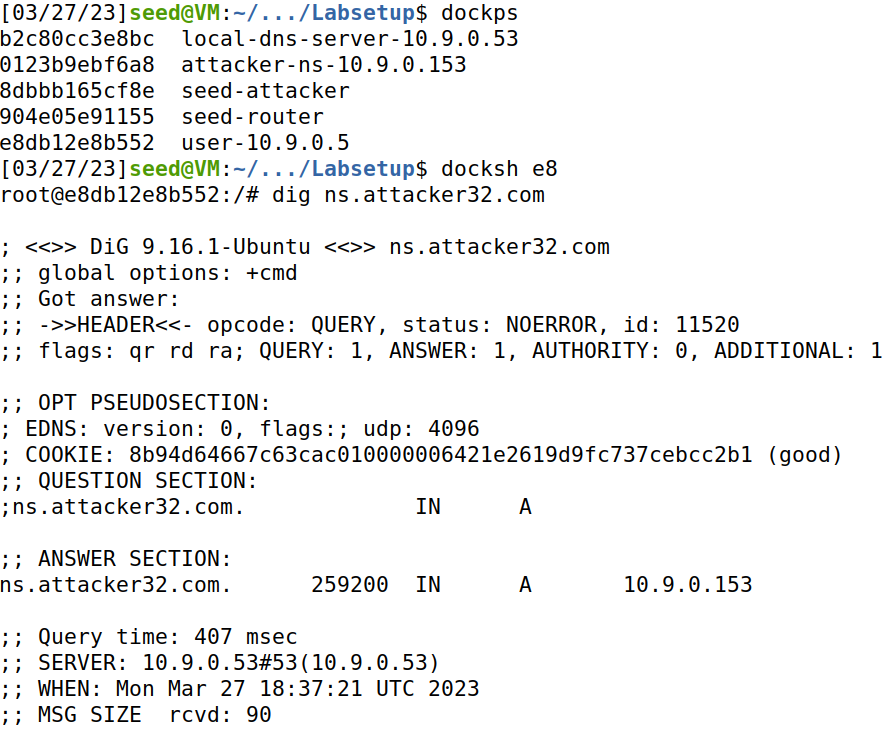 [03/27/23]seed@VM:~/.../Labsetup$ dockps
b2c80cc3e8bc  local-dns-server-10.9.0.53
0123b9ebf6a8  attacker-ns-10.9.0.153
8dbbb165cf8e  seed-attacker
904e05e91155  seed-router
e8db12e8b552  user-10.9.0.5
[03/27/23]seed@VM:~/.../Labsetup$ docksh e8
root@e8db12e8b552:/# dig ns.attacker32.com
; <<>> DiG 9.16.1-Ubuntu <<>> ns.attacker32.com
;; global options: +cmd
;; Got answer:
;; ->>HEADER<<- opcode: QUERY, status: NOERROR, id: 11520
;; flags: qr rd ra; QUERY: 1, ANSWER: 1, AUTHORITY: 0, ADDITIONAL: 1
;; OPT PSEUDOSECTION:
; EDNS: version: 0, flags:; udp: 4096
; COOKIE: 8b94d64667c63cac010000006421e2619d9fc737cebcc2b1 (good)
;; QUESTION SECTION:
;ns.attacker32.com.             IN      A
;; ANSWER SECTION:
ns.attacker32.com.      259200  IN      A       10.9.0.153
;; Query time: 407 msec
;; SERVER: 10.9.0.53#53(10.9.0.53)
;; WHEN: Mon Mar 27 18:37:21 UTC 2023
;; MSG SIZE  rcvd: 90